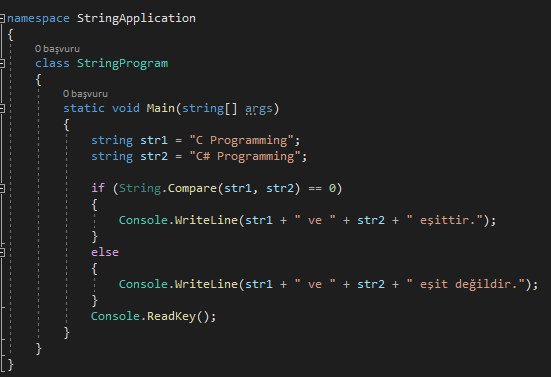 namespace StringApplication
{
0 başvuru
class StringProgram
{
0 başvuru
static void Main(string[] args)
{
string str1 = "C Programming";
string str2 = "C# Programming";
if (String.Compare(str1, str2) == 0)
{
Console.WriteLine(str1 + " ve " + str2 + " eşittir.");
}
else
{
Console.WriteLine(str1 + " ve " + str2 + " eşit değildir.");
}
Console.ReadKey();
}
}
}